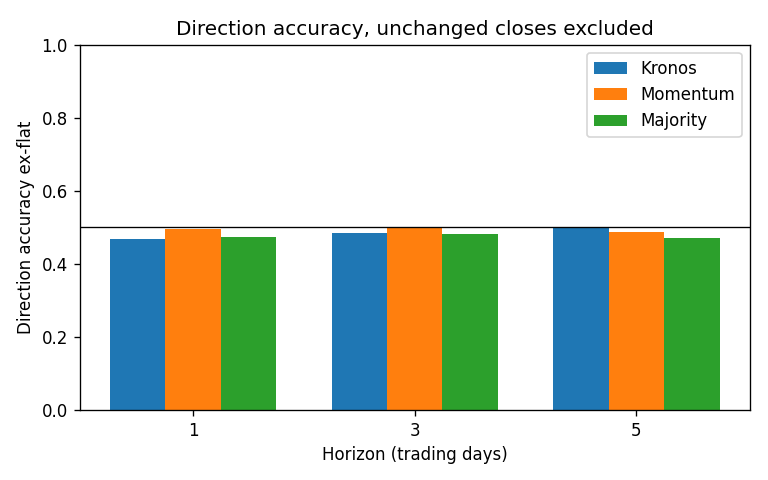 Direction accuracy, unchanged closes excluded
Kronos
Momentum
Majority
Direction accuracy ex-flat
1.0
0.8
0.6
0.4
0.2
0.0
1
3
5
Horizon (trading days)